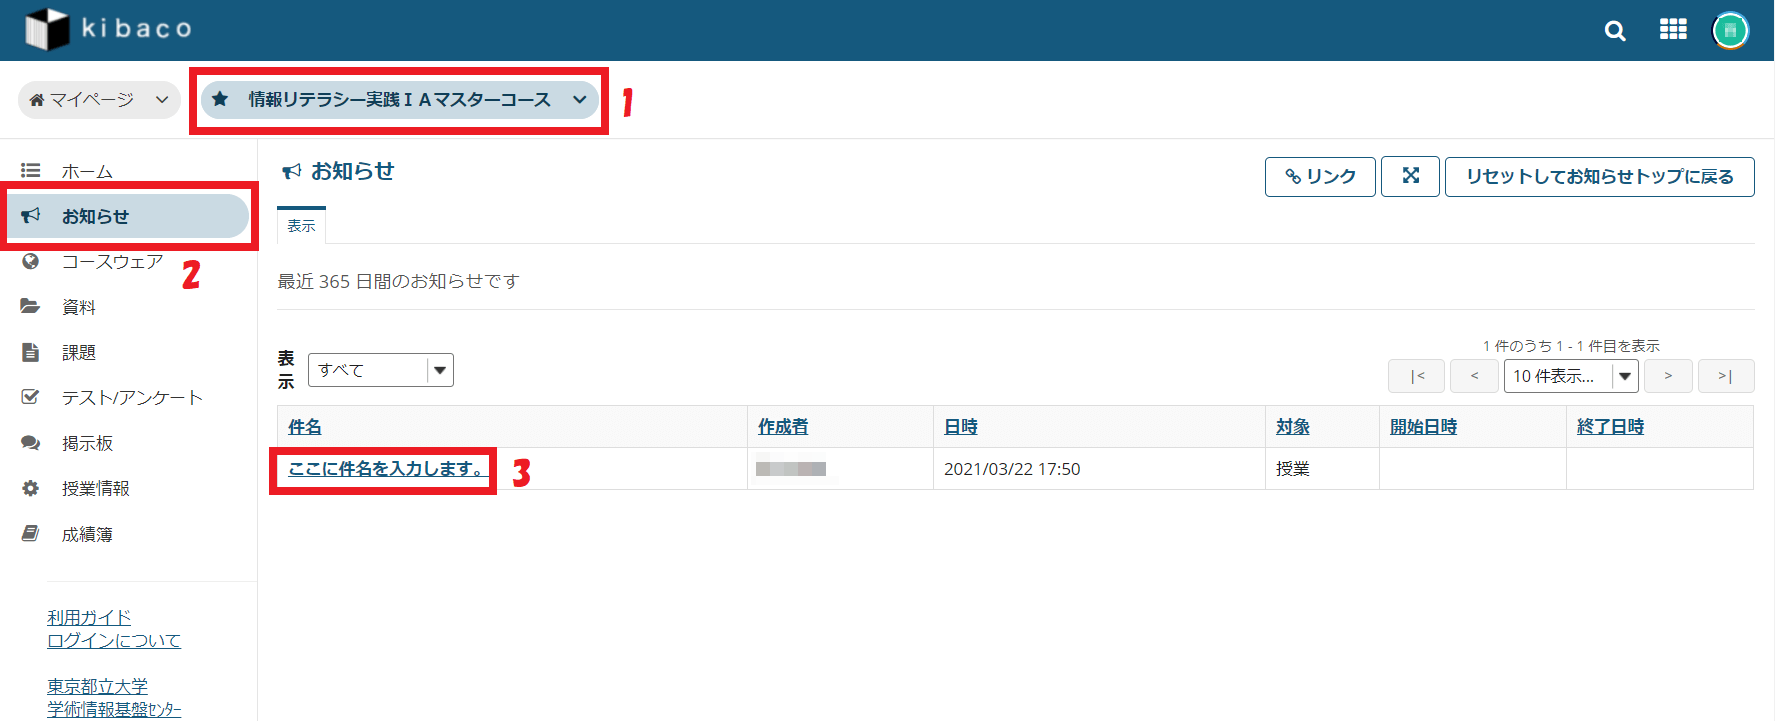 kibaco
マイページ
情報リテラシー実践ⅠAマスターコース
1
ホーム
お知らせ
2
コースウェア
資料
課題
テスト/アンケート
掲示板
授業情報
成績簿
利用ガイド
ログインについて
東京都立大学
学術情報基盤ｾﾝﾀｰ
お知らせ
リンク
リセットしてお知らせトップに戻る
表示
最近 365 日間のお知らせです
表示
すべて
1 件のうち 1 - 1 件目を表示
|< < 10 件表示... > >|
件名 作成者 日時 対象 開始日時 終了日時
ここに件名を入力します。 2021/03/22 17:50 授業
3